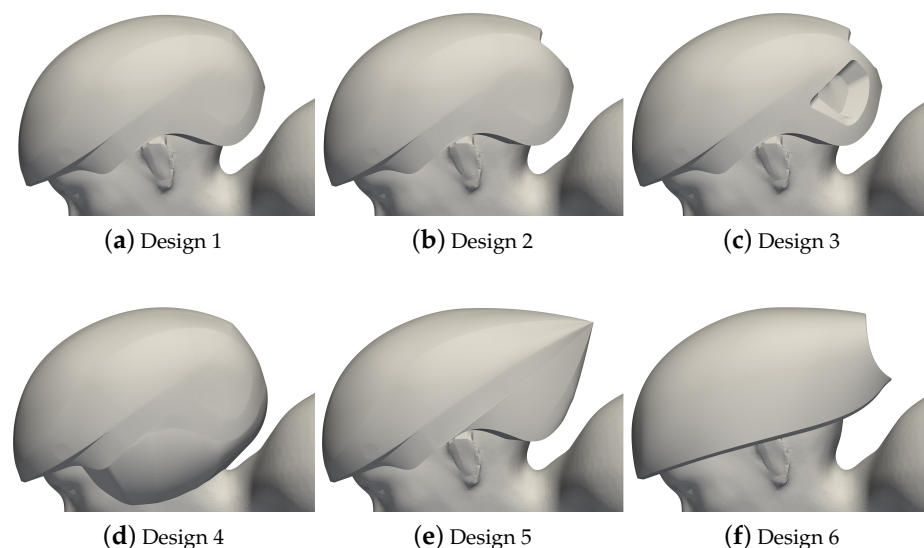 (a) Design 1
(b) Design 2
(c) Design 3
(d) Design 4
(e) Design 5
(f) Design 6